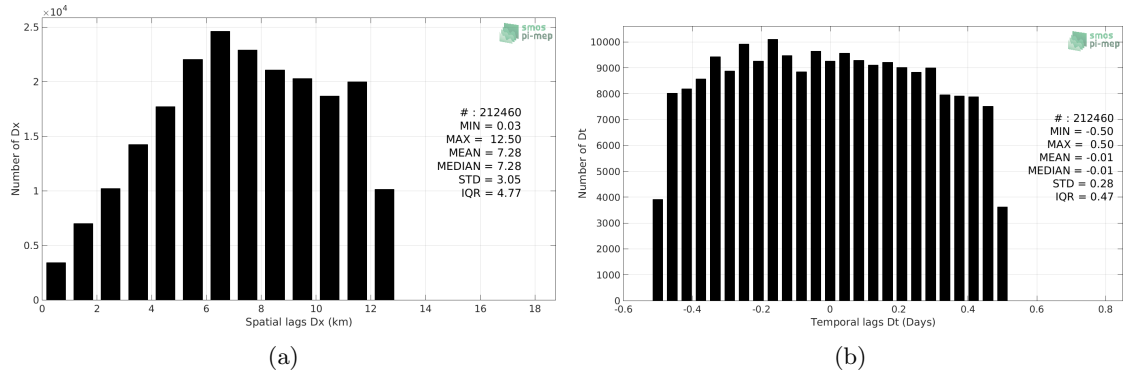 ×10⁴
2.5
2
1.5
1
0.5
0
Number of Dx
0 2 4 6 8 10 12 14 16 18
Spatial lags Dx (km)
smos
pi-mep
# : 212460
MIN = 0.03
MAX = 12.50
MEAN = 7.28
MEDIAN = 7.28
STD = 3.05
IQR = 4.77
(a)
10000
9000
8000
7000
6000
5000
4000
3000
2000
1000
0
Number of Dt
-0.6 -0.4 -0.2 0 0.2 0.4 0.6 0.8
Temporal lags Dt (Days)
smos
pi-mep
# : 212460
MIN = -0.50
MAX = 0.50
MEAN = -0.01
MEDIAN = -0.01
STD = 0.28
IQR = 0.47
(b)